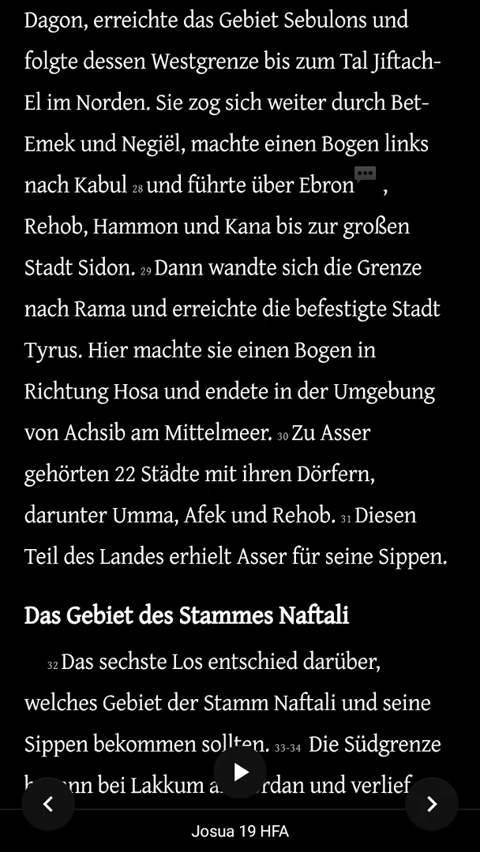 Dagon, erreichte das Gebiet Sebulons und
folgte dessen Westgrenze bis zum Tal Jiftach-
El im Norden. Sie zog sich weiter durch Bet-
Emek und Negiël, machte einen Bogen links
nach Kabul 28 und führte über Ebron ,
Rehob, Hammon und Kana bis zur großen
Stadt Sidon. 29 Dann wandte sich die Grenze
nach Rama und erreichte die befestigte Stadt
Tyrus. Hier machte sie einen Bogen in
Richtung Hosa und endete in der Umgebung
von Achsib am Mittelmeer. 30 Zu Asser
gehörten 22 Städte mit ihren Dörfern,
darunter Umma, Afek und Rehob. 31 Diesen
Teil des Landes erhielt Asser für seine Sippen.
Das Gebiet des Stammes Naftali
32 Das sechste Los entschied darüber,
welches Gebiet der Stamm Naftali und seine
Sippen bekommen sollten. 33-34 Die Südgrenze
bei Lakkum und verlief
Josua 19 HFA